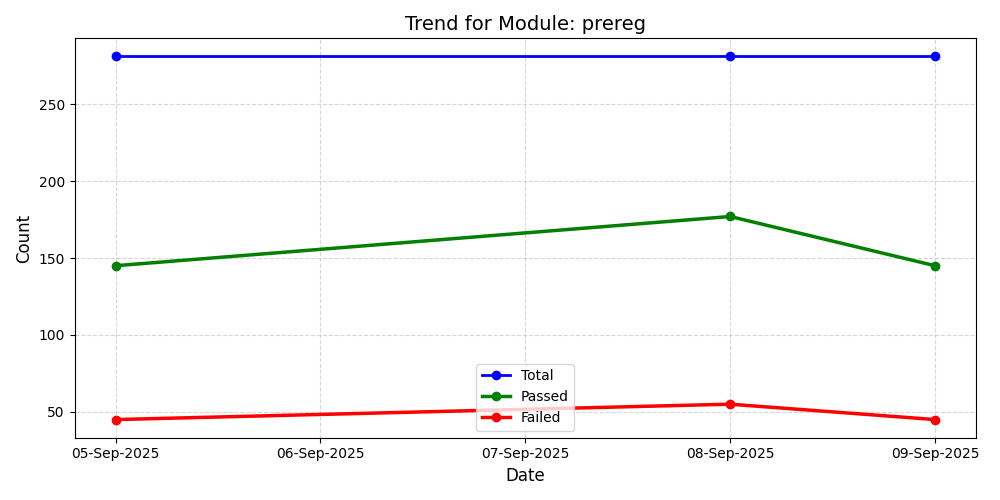 Trend for Module: prereg
Count
250
200
150
100
50
Total
Passed
Failed
05-Sep-2025
06-Sep-2025
07-Sep-2025
08-Sep-2025
09-Sep-2025
Date